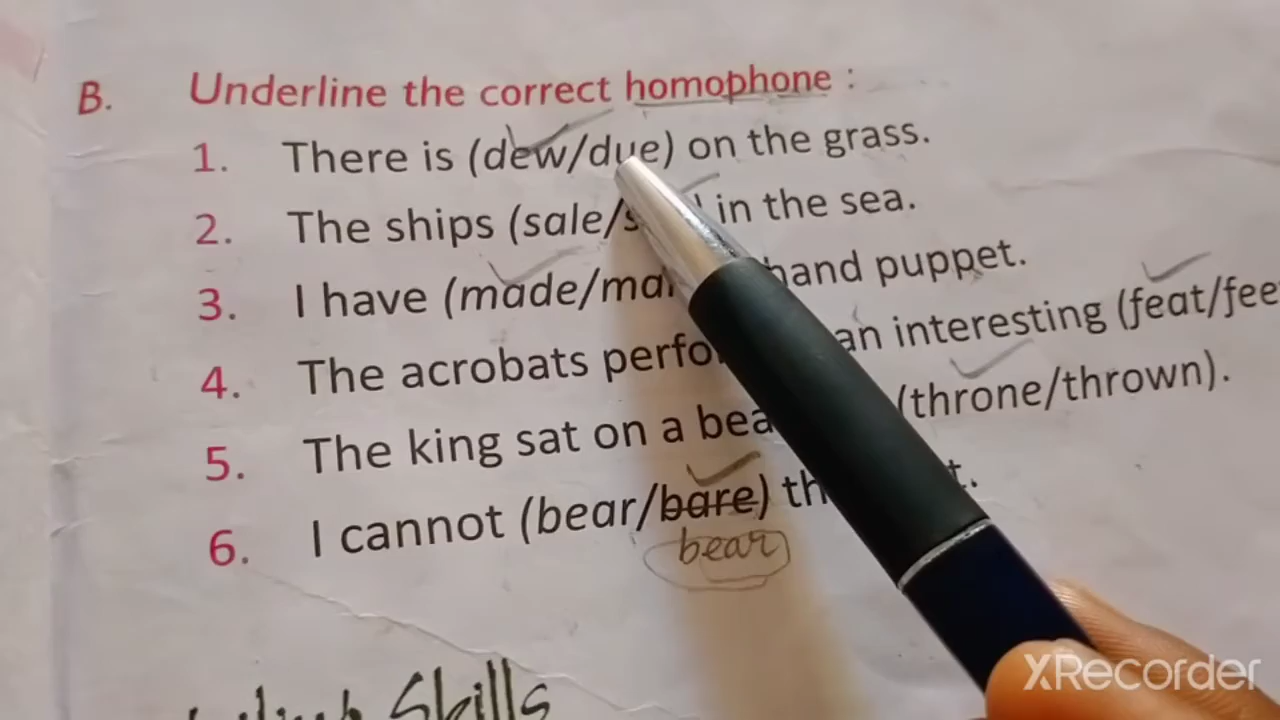 B. Underline the correct homophone :
1. There is (dew/due) on the grass.
2. The ships (sale/s in the sea.
3. I have (made/ma hand puppet.
4. The acrobats perfo an interesting (feat/fee
5. The king sat on a bea (throne/thrown).
6. I cannot (bear/bare) th t.
bear
Skills
XRecorder